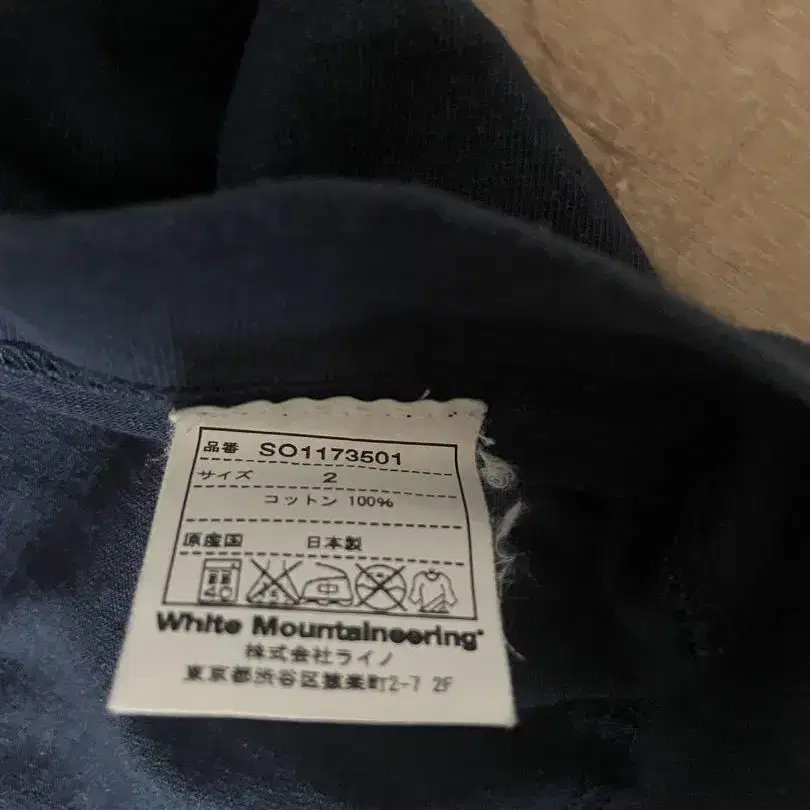 品番 SO1173501
サイズ 2
コットン 100%
原産国 日本製
40
White Mountaineering
株式会社ライノ
東京都渋谷区猿楽町2-7 2F